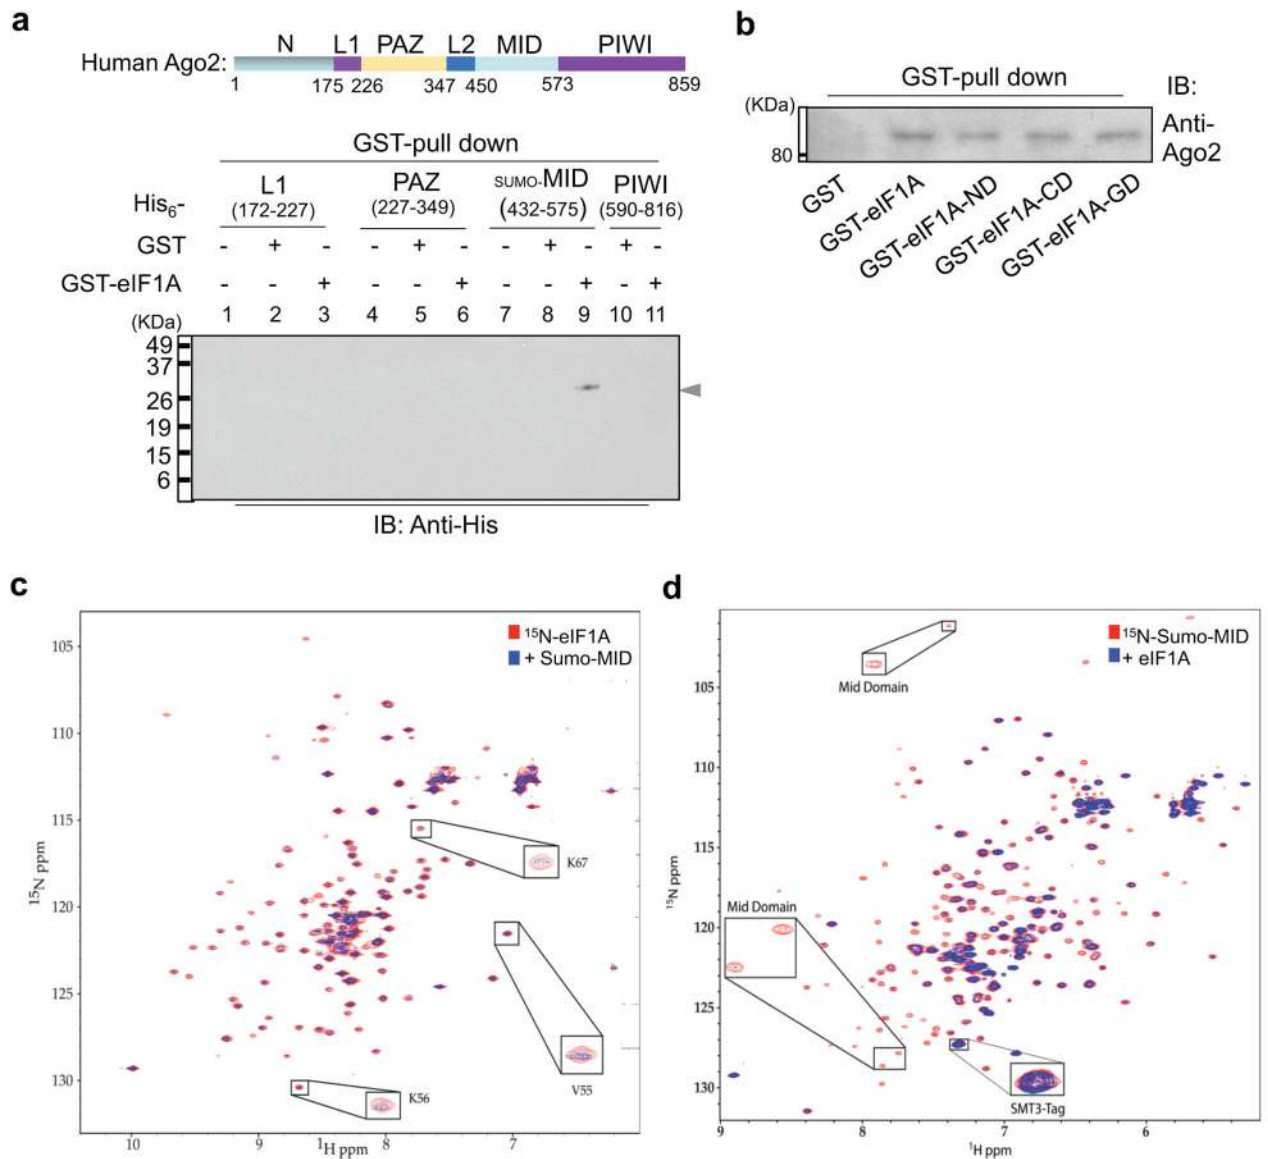 a
N L1 PAZ L2 MID PIWI
Human Ago2:
1 175 226 347 450 573 859
GST-pull down
L1 PAZ SUMO-MID PIWI
His6- (172-227) (227-349) (432-575) (590-816)
GST - + - - + - - + - + -
GST-eIF1A - - + - - + - - + - +
(KDa) 1 2 3 4 5 6 7 8 9 10 11
49
37
26
19
15
6
IB: Anti-His
b
GST-pull down IB:
(KDa)
80
Anti-
Ago2
GST
GST-eIF1A
GST-eIF1A-ND
GST-eIF1A-CD
GST-eIF1A-GD
c
15N-eIF1A
+ Sumo-MID
105
110
115
120
125
130
15N ppm
K67
V55
K56
10 9 8 7
1H ppm
d
15N-Sumo-MID
+ eIF1A
Mid Domain
105
110
115
120
125
130
15N ppm
Mid Domain
SMT3-Tag
9 8 7 6
1H ppm